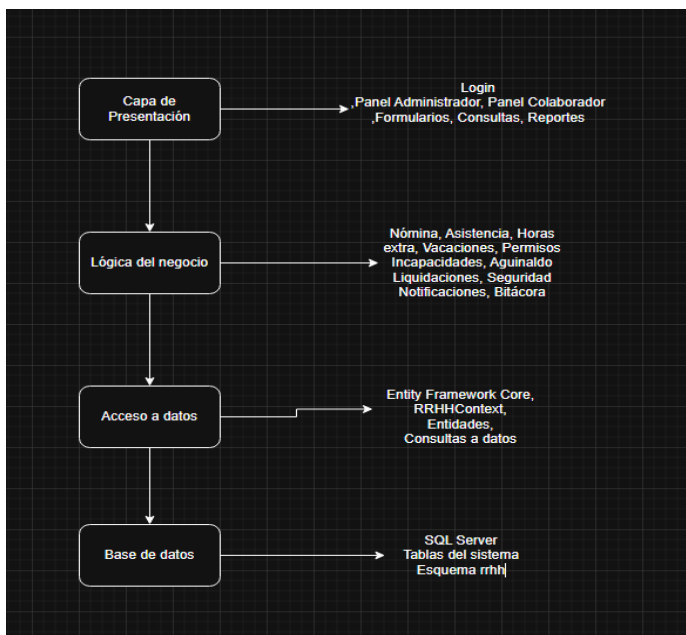 Capa de
Presentación
Login
,Panel Administrador, Panel Colaborador
,Formularios, Consultas, Reportes
Lógica del negocio
Nómina, Asistencia, Horas
extra, Vacaciones, Permisos
Incapacidades, Aguinaldo
Liquidaciones, Seguridad
Notificaciones, Bitácora
Acceso a datos
Entity Framework Core,
RRHHContext,
Entidades,
Consultas a datos
Base de datos
SQL Server
Tablas del sistema
Esquema rrhh